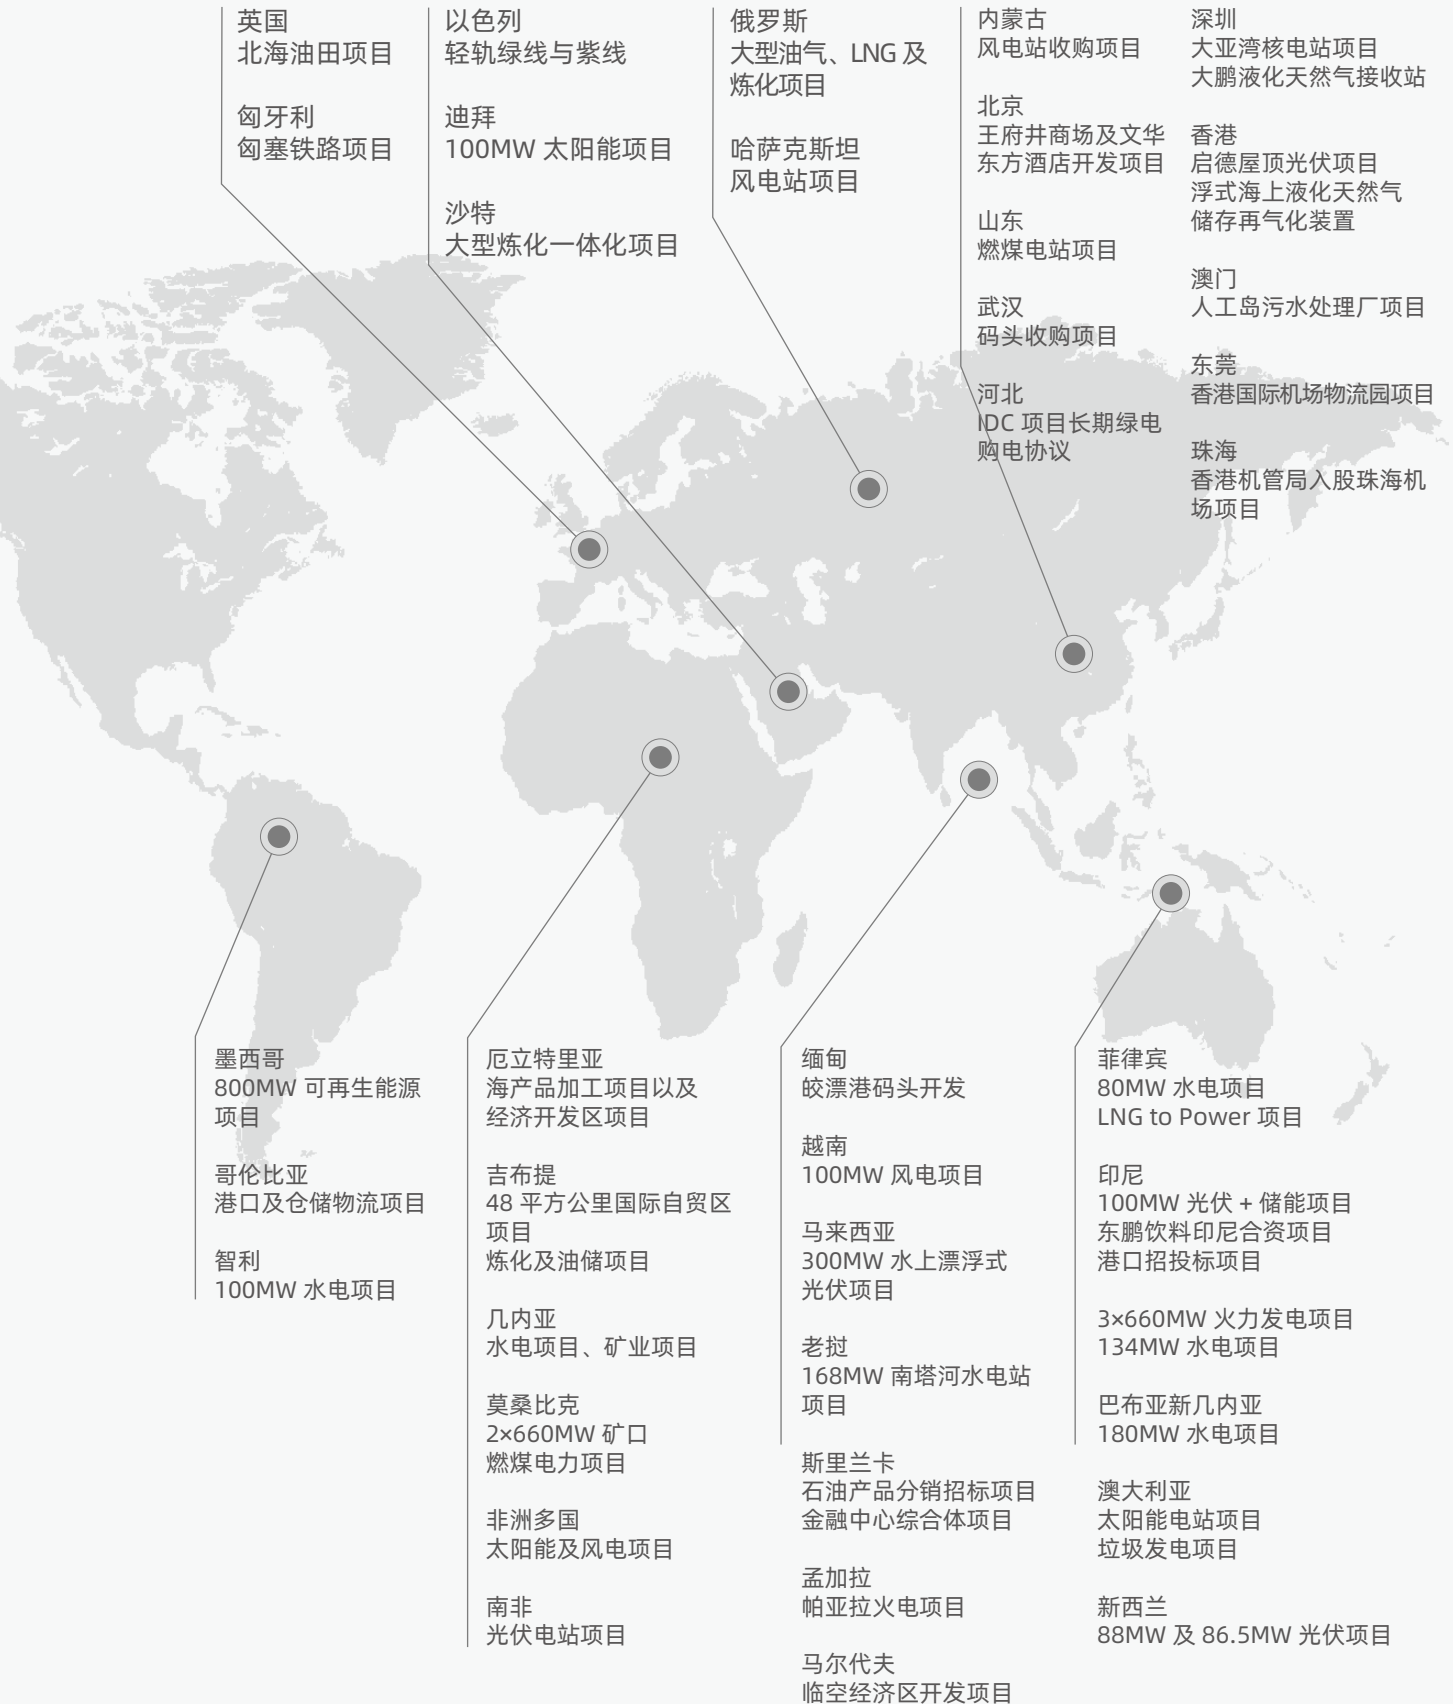 英国
北海油田项目
匈牙利
匈塞铁路项目
以色列
轻轨绿线与紫线
迪拜
100MW 太阳能项目
沙特
大型炼化一体化项目
俄罗斯
大型油气、LNG 及
炼化项目
哈萨克斯坦
风电站项目
内蒙古
风电站收购项目
北京
王府井商场及文华
东方酒店开发项目
山东
燃煤电站项目
武汉
码头收购项目
河北
IDC 项目长期绿电
购电协议
深圳
大亚湾核电站项目
大鹏液化天然气接收站
香港
启德屋顶光伏项目
浮式海上液化天然气
储存再气化装置
澳门
人工岛污水处理厂项目
东莞
香港国际机场物流园项目
珠海
香港机管局入股珠海机
场项目
墨西哥
800MW 可再生能源
项目
哥伦比亚
港口及仓储物流项目
智利
100MW 水电项目
厄立特里亚
海产品加工项目以及
经济开发区项目
吉布提
48 平方公里国际自贸区
项目
炼化及油储项目
几内亚
水电项目、矿业项目
莫桑比克
2×660MW 矿口
燃煤电力项目
非洲多国
太阳能及风电项目
南非
光伏电站项目
缅甸
皎漂港码头开发
越南
100MW 风电项目
马来西亚
300MW 水上漂浮式
光伏项目
老挝
168MW 南塔河水电站
项目
斯里兰卡
石油产品分销招标项目
金融中心综合体项目
孟加拉
帕亚拉火电项目
马尔代夫
临空经济区开发项目
菲律宾
80MW 水电项目
LNG to Power 项目
印尼
100MW 光伏 + 储能项目
东鹏饮料印尼合资项目
港口招投标项目
3×660MW 火力发电项目
134MW 水电项目
巴布亚新几内亚
180MW 水电项目
澳大利亚
太阳能电站项目
垃圾发电项目
新西兰
88MW 及 86.5MW 光伏项目